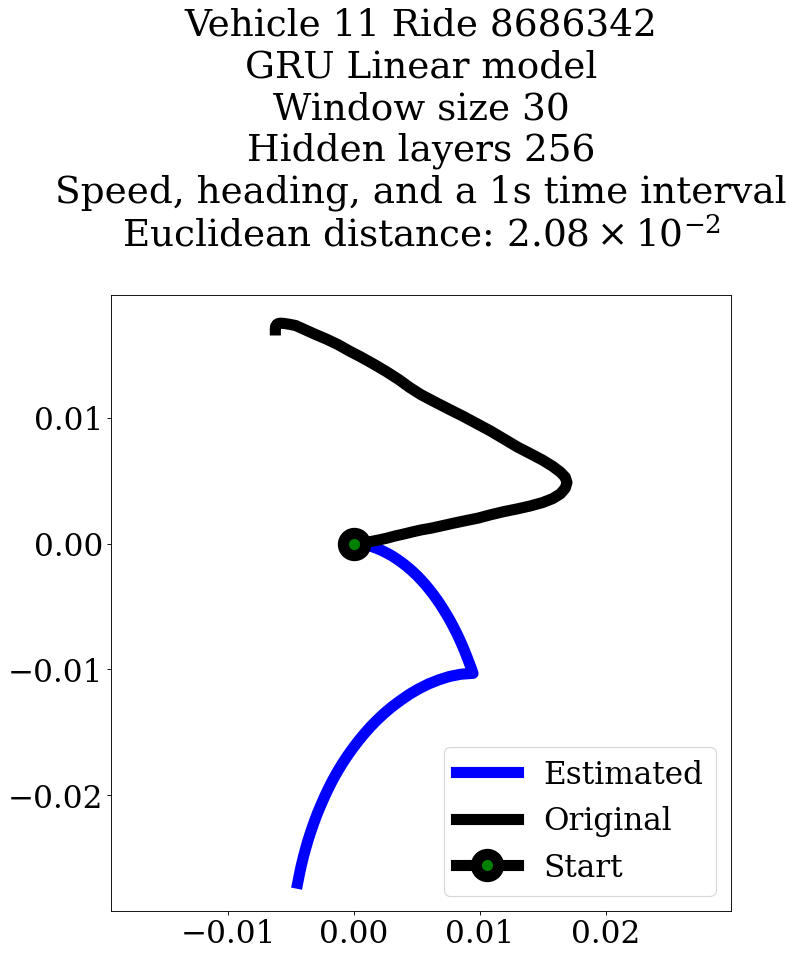 Vehicle 11 Ride 8686342
GRU Linear model
Window size 30
Hidden layers 256
Speed, heading, and a 1s time interval
Euclidean distance: 2.08 × 10⁻²
0.01
0.00
−0.01
−0.02
Estimated
Original
Start
−0.01 0.00 0.01 0.02